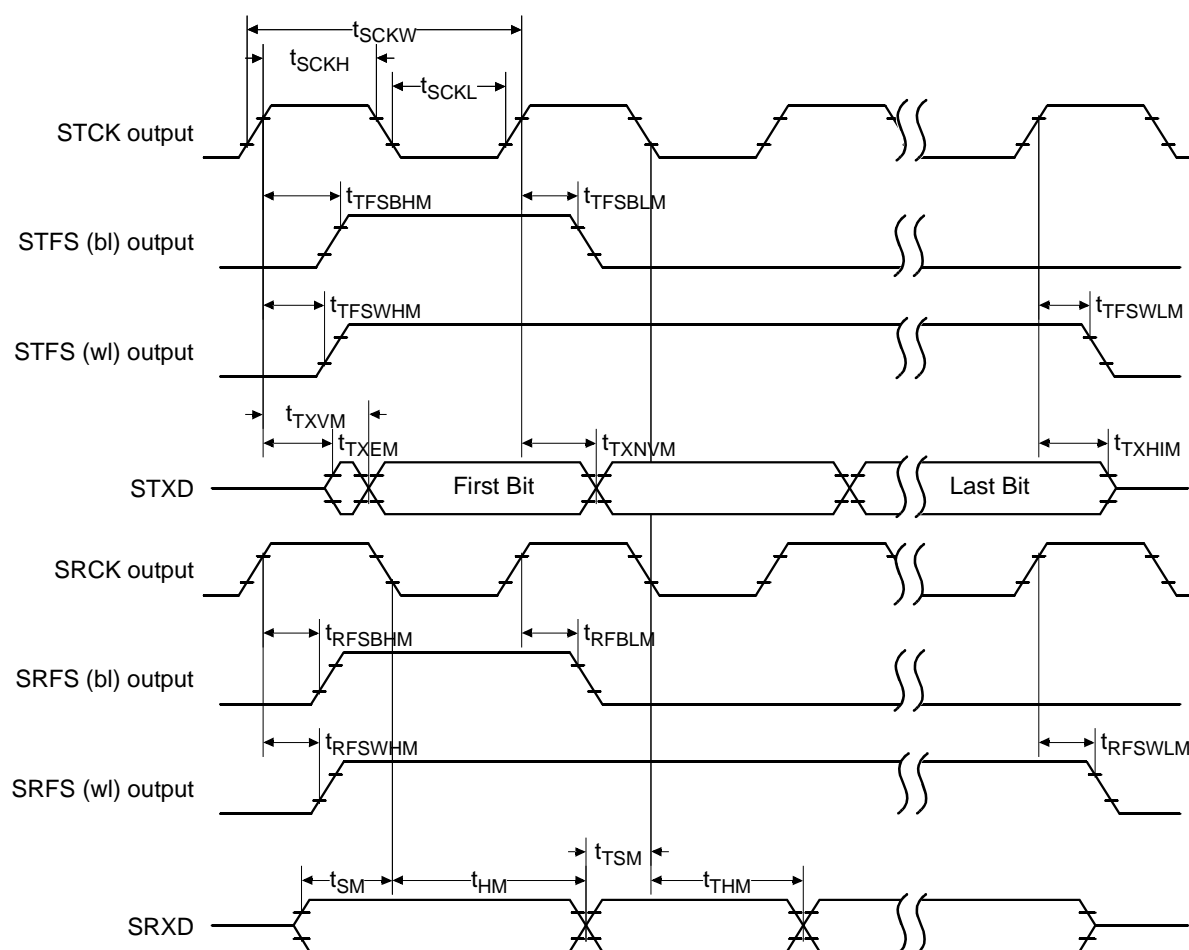 tSCKW
tSCKH
tSCKL
STCK output
tTFSBHM
tTFSBLM
STFS (bl) output
tTFSWHM
tTFSWLM
STFS (wl) output
tTXVM
tTXEM
tTXNVM
tTXHIM
STXD
First Bit
Last Bit
SRCK output
tRFSBHM
tRFBLM
SRFS (bl) output
tRFSWHM
tRFSWLM
SRFS (wl) output
tTSM
tSM
tHM
tTHM
SRXD